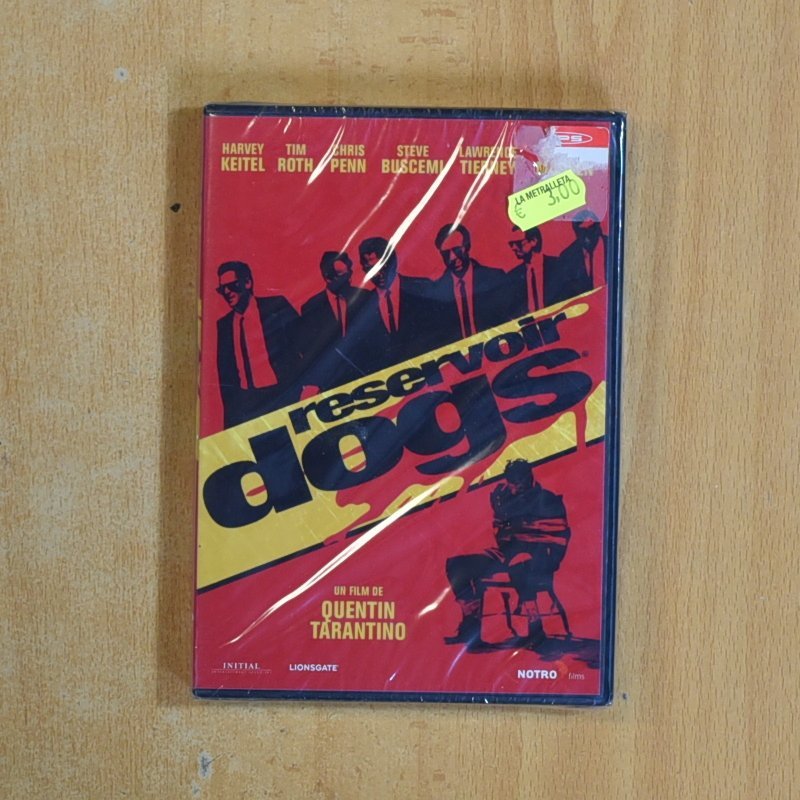 HARVEY
KEITEL
TIM
ROTH
CHRIS
PENN
STEVE
BUSCEMI
LAWRENCE
TIERNEY
LA METRALLETA
€ 3,00
reservoir
dogs®
UN FILM DE
QUENTIN
TARANTINO
INITIAL
LIONSGATE
NOTRO films